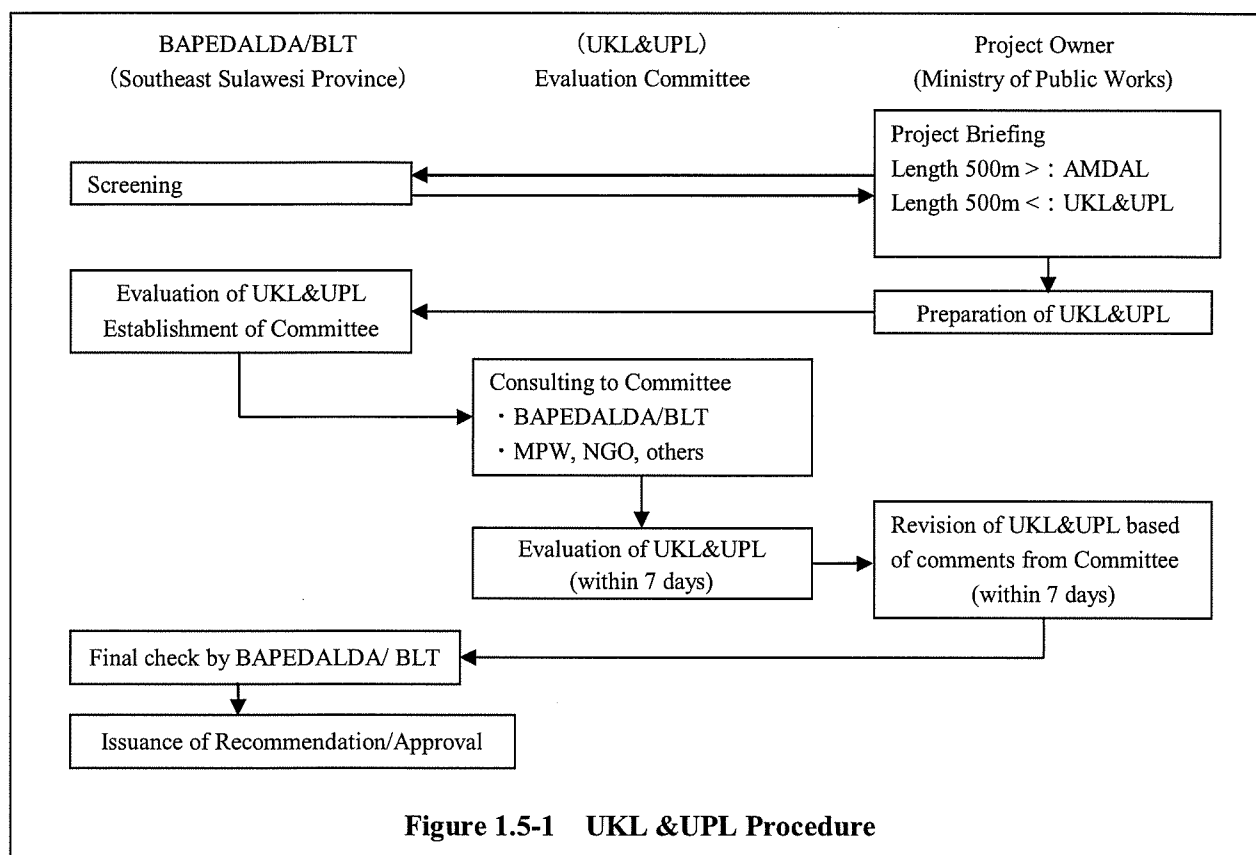 BAPEDALDA/BLT
(Southeast Sulawesi Province)
(UKL&UPL)
Evaluation Committee
Project Owner
(Ministry of Public Works)
Project Briefing
Length 500m > : AMDAL
Length 500m < : UKL&UPL
Screening
Evaluation of UKL&UPL
Establishment of Committee
Preparation of UKL&UPL
Consulting to Committee
・BAPEDALDA/BLT
・MPW, NGO, others
Evaluation of UKL&UPL
(within 7 days)
Revision of UKL&UPL based
of comments from Committee
(within 7 days)
Final check by BAPEDALDA/ BLT
Issuance of Recommendation/Approval
Figure 1.5-1 UKL &UPL Procedure